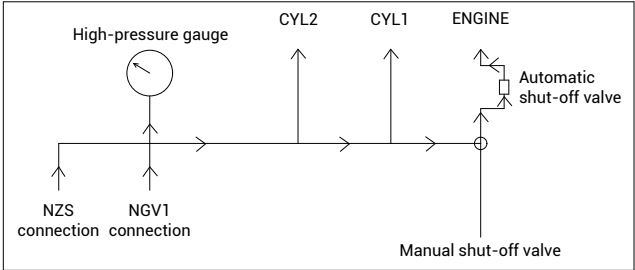 CYL2 CYL1 ENGINE
High-pressure gauge
Automatic
shut-off valve
NZS
connection
NGV1
connection
Manual shut-off valve